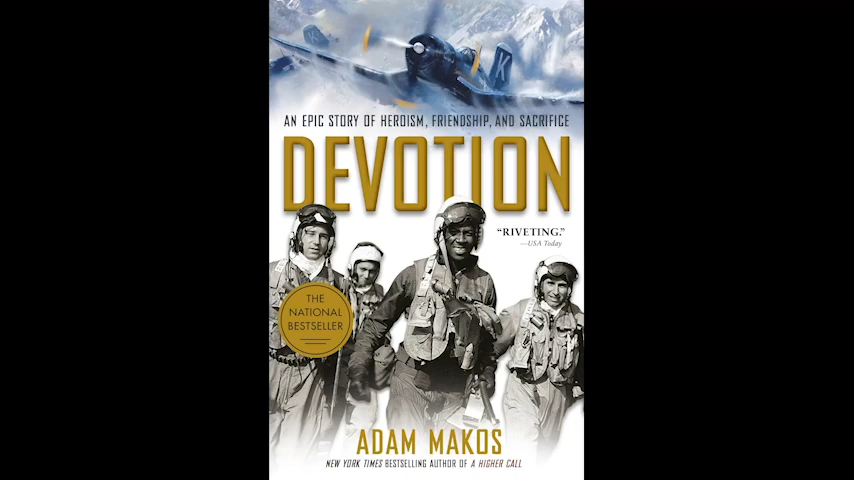 K
K
AN EPIC STORY OF HEROISM, FRIENDSHIP, AND SACRIFICE
DEVOTION
“RIVETING.”
—USA Today
THE
NATIONAL
BESTSELLER
ADAM MAKOS
NEW YORK TIMES BESTSELLING AUTHOR OF A HIGHER CALL